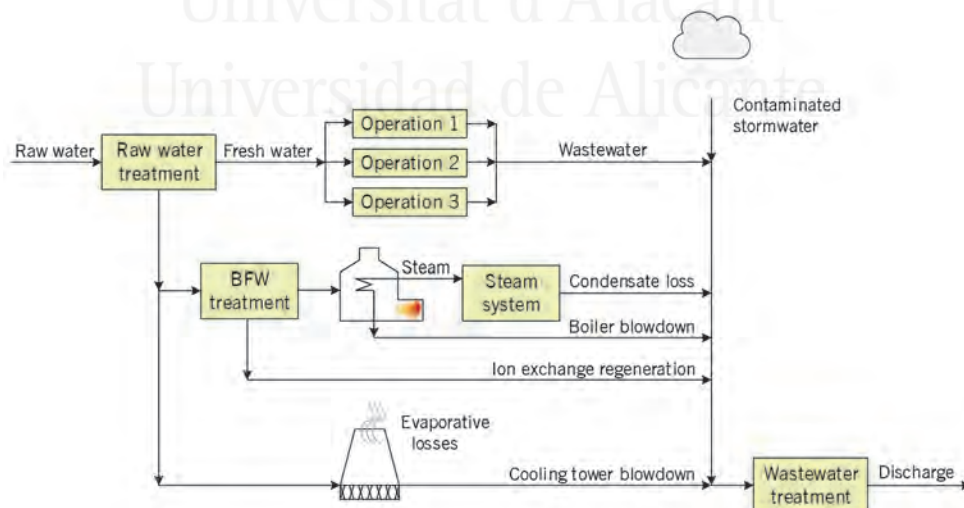 Universitat d'Alacant
Universidad de Alicante
Contaminated
stormwater
Raw water
Raw water
treatment
Fresh water
Operation 1
Operation 2
Operation 3
Wastewater
BFW
treatment
Steam
Steam
system
Condensate loss
Boiler blowdown
Ion exchange regeneration
Evaporative
losses
Cooling tower blowdown
Wastewater
treatment
Discharge